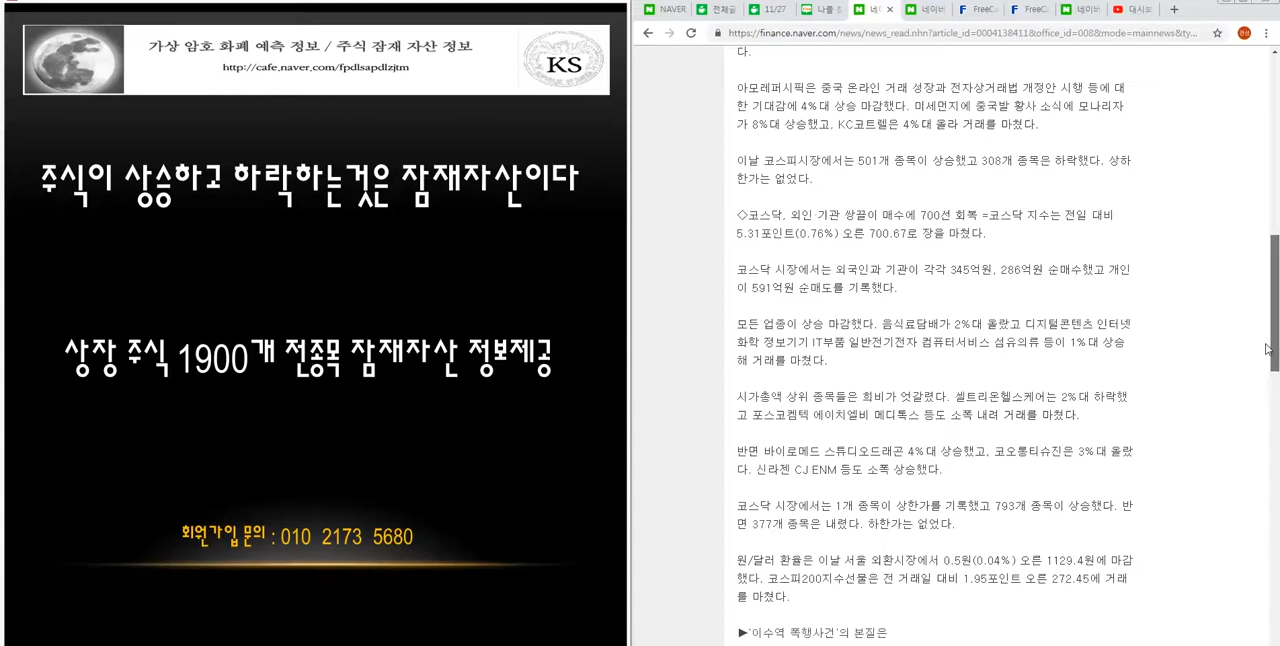 가상 암호 화폐 예측 정보 / 주식 잠재 자산 정보
http://cafe.naver.com/fpdlsapdlzjtm
KS
주식이 상승하고 하락하는것은 잠재자산이다
상장 주식 1900개 전종목 잠재자산 정보제공
회원가입 문의 : 010 2173 5680
NAVER
전체글
11/27
나를
네이
네이버
FreeCa
FreeCa
네이버
대시포
https://finance.naver.com/news/news_read.nhn?article_id=0004138411&office_id=008&mode=mainnews&ty...
다.
아모레퍼시픽은 중국 온라인 거래 성장과 전자상거래법 개정안 시행 등에 대
한 기대감에 4%대 상승 마감했다. 미세먼지에 중국발 황사 소식에 모나리자
가 8%대 상승했고, KC코트렐은 4%대 올라 거래를 마쳤다.
이날 코스피시장에서는 501개 종목이 상승했고 308개 종목은 하락했다. 상하
한가는 없었다.
◇코스닥, 외인·기관 쌍끌이 매수에 700선 회복 =코스닥 지수는 전일 대비
5.31포인트(0.76%) 오른 700.67로 장을 마쳤다.
코스닥 시장에서는 외국인과 기관이 각각 345억원, 286억원 순매수했고 개인
이 591억원 순매도를 기록했다.
모든 업종이 상승 마감했다. 음식료담배가 2%대 올랐고 디지털콘텐츠 인터넷
화학 정보기기 IT부품 일반전기전자 컴퓨터서비스 섬유의류 등이 1%대 상승
해 거래를 마쳤다.
시가총액 상위 종목들은 희비가 엇갈렸다. 셀트리온헬스케어는 2%대 하락했
고 포스코켐텍 에이치엘비 메디톡스 등도 소폭 내려 거래를 마쳤다.
반면 바이로메드 스튜디오드래곤 4%대 상승했고, 코오롱티슈진은 3%대 올랐
다. 신라젠 CJ ENM 등도 소폭 상승했다.
코스닥 시장에서는 1개 종목이 상한가를 기록했고 793개 종목이 상승했다. 반
면 377개 종목은 내렸다. 하한가는 없었다.
원/달러 환율은 이날 서울 외환시장에서 0.5원(0.04%) 오른 1129.4원에 마감
했다. 코스피200지수선물은 전 거래일 대비 1.95포인트 오른 272.45에 거래
를 마쳤다.
▶'이수역 폭행사건'의 본질은